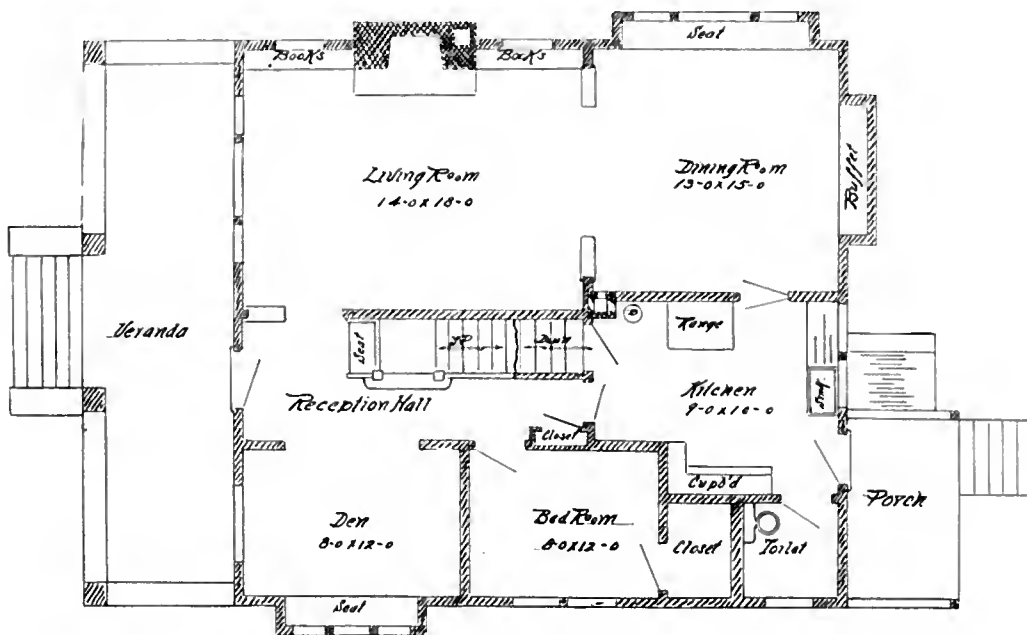 Seat
Books
Books
Living Room
14-0 x 18-0
Dining Room
13-0 x 15-0
Buffet
Veranda
Seat
UP
Down
Range
Kitchen
9-0 x 10-0
Sink
Reception Hall
Closet
Cupb'd
Porch
Den
8-0 x 12-0
Bed Room
8-0 x 12-0
Closet
Toilet
Seat